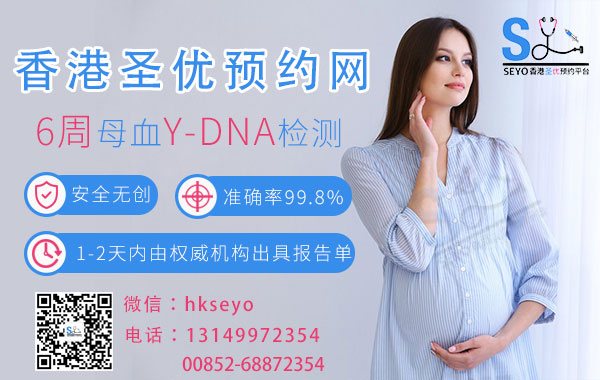 SEYO香港圣优预约平台
香港圣优预约网
6周母血Y-DNA检测
安全无创
准确率99.8%
1-2天内由权威机构出具报告单
微信：hkseyo
电话：13149972354
00852-68872354